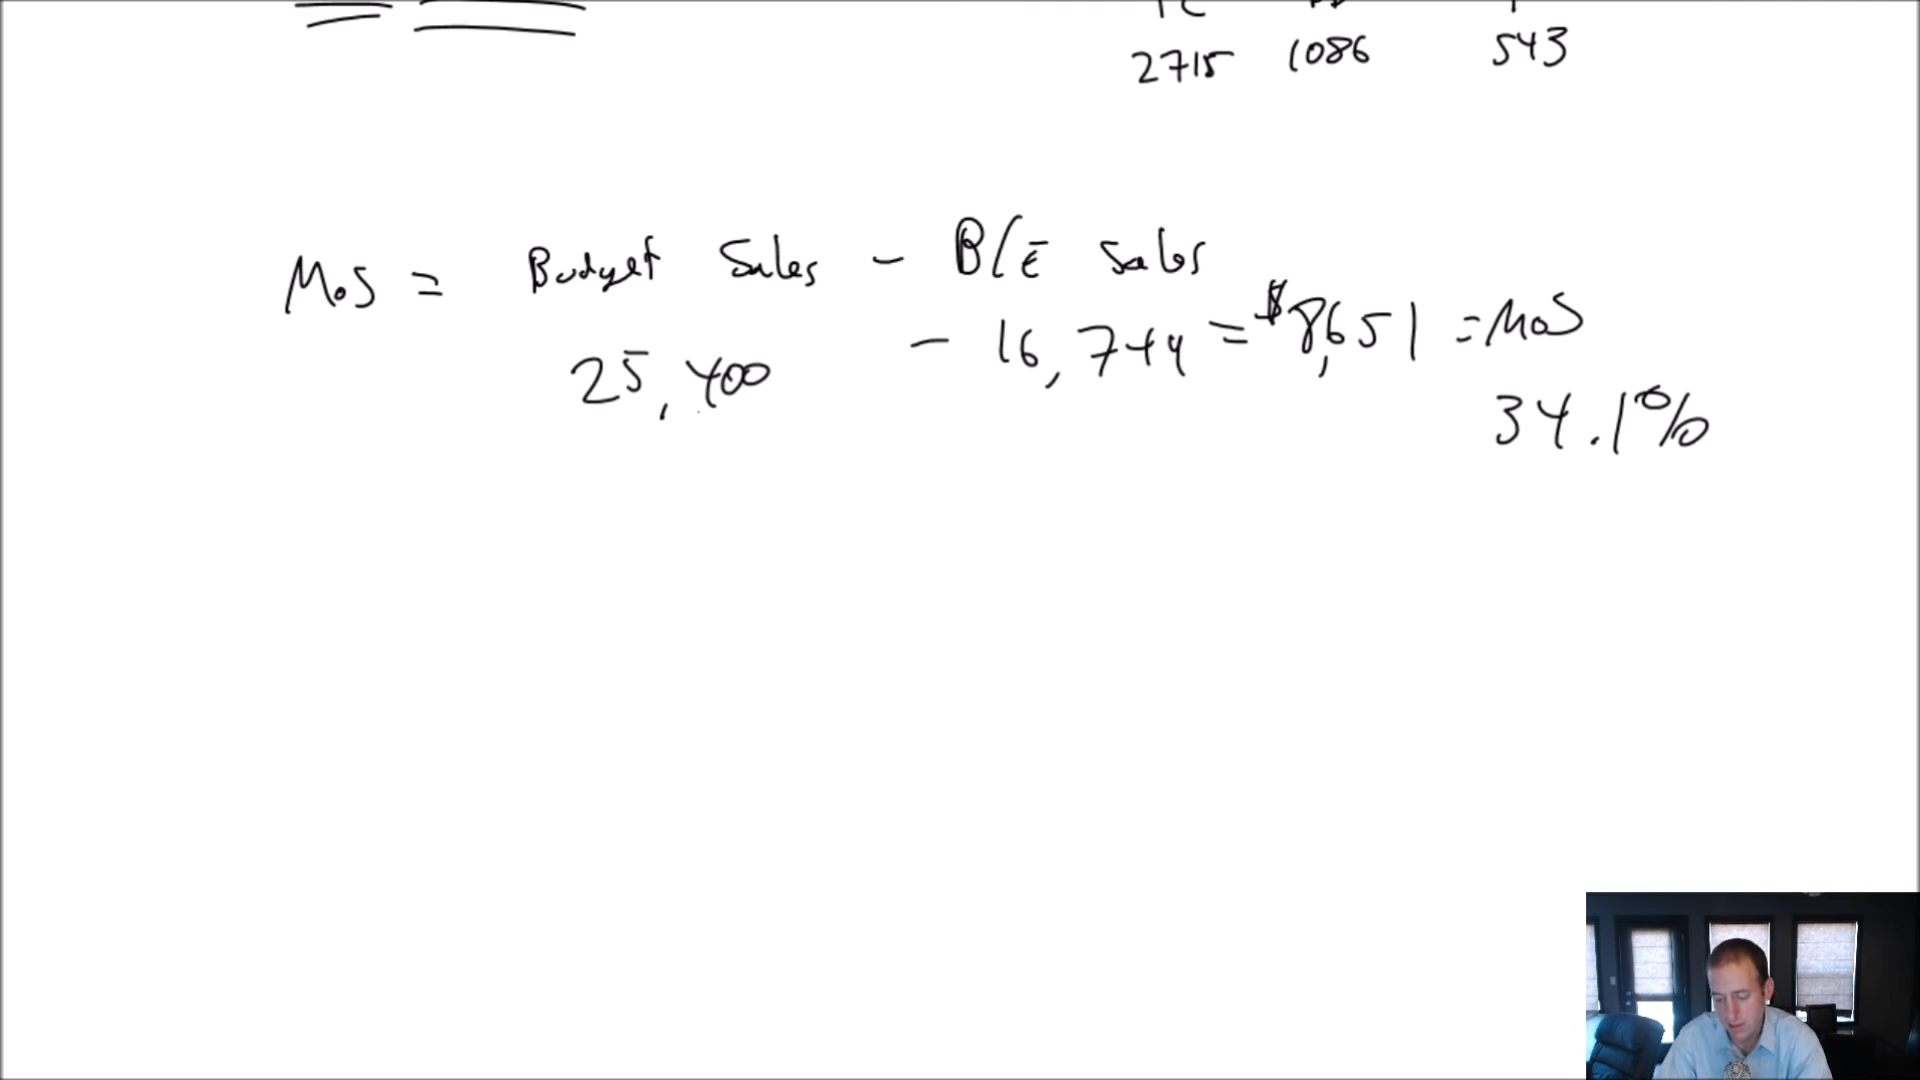 2715 1086 543
MoS = Budget Sales - B/E Sales
25,400 - 16,744 = $8,651 = MoS
34.1%